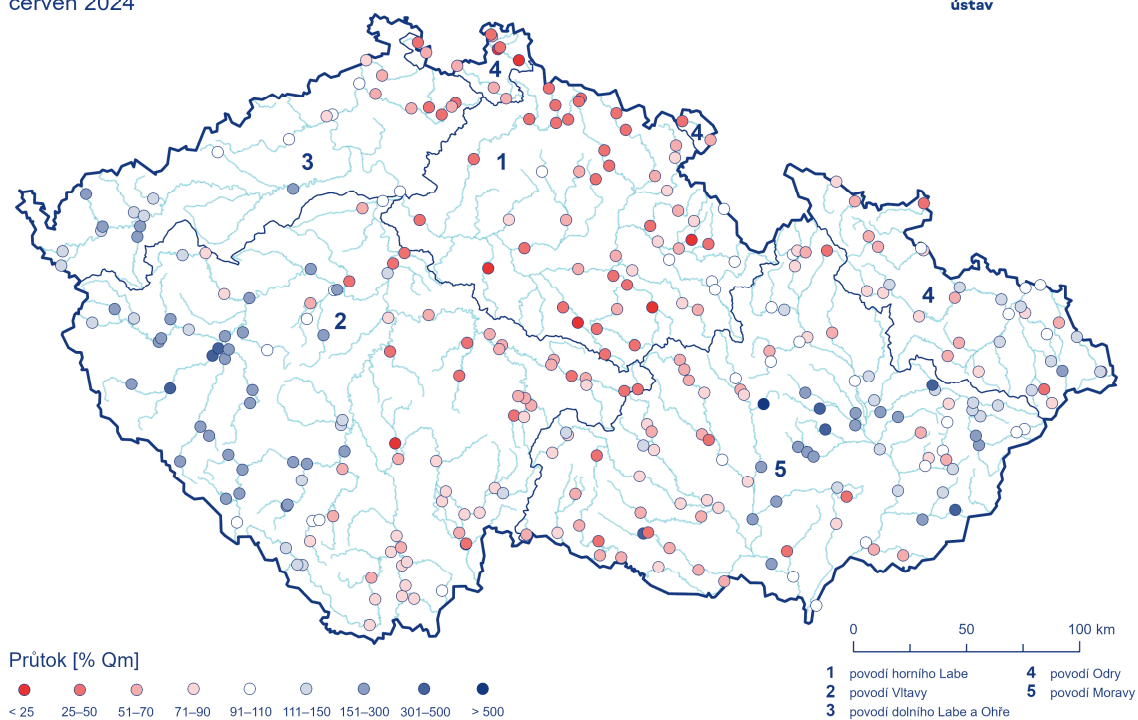 červen 2024
ústav
4
4
3
1
4
2
5
Průtok [% Qm]
< 25
25–50
51–70
71–90
91–110
111–150
151–300
301–500
> 500
0
50
100 km
1 povodí horního Labe
4 povodí Odry
2 povodí Vltavy
5 povodí Moravy
3 povodí dolního Labe a Ohře